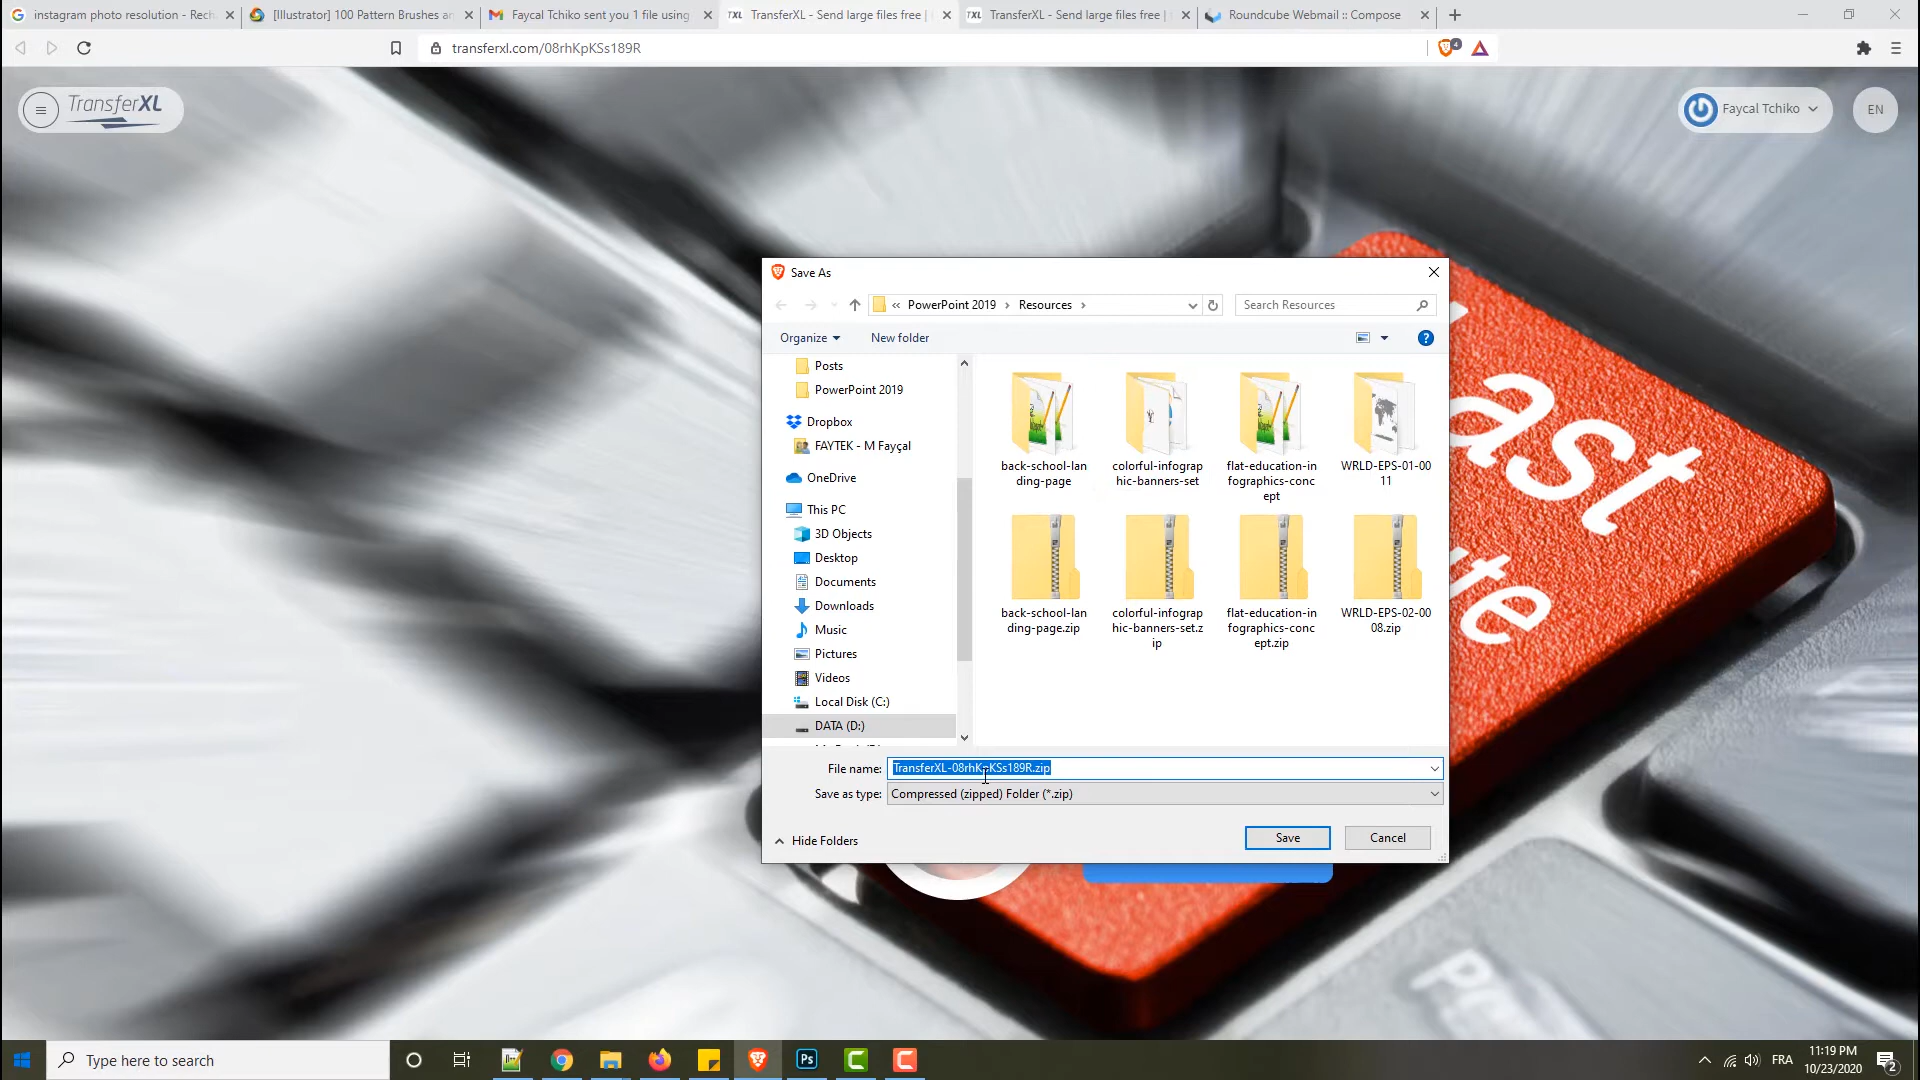 instagram photo resolution - Rech
[Illustrator] 100 Pattern Brushes an
Faycal Tchiko sent you 1 file using
TXL TransferXL - Send large files free |
TXL TransferXL - Send large files free |
Roundcube Webmail :: Compose
transferxl.com/08rhKpKSs189R
4
TransferXL
Faycal Tchiko
EN
Save As
« PowerPoint 2019 › Resources ›
Search Resources
Organize
New folder
Posts
PowerPoint 2019
Dropbox
FAYTEK - M Fayçal
OneDrive
This PC
3D Objects
Desktop
Documents
Downloads
Music
Pictures
Videos
Local Disk (C:)
DATA (D:)
back-school-lan
ding-page
colorful-infograp
hic-banners-set
flat-education-in
fographics-conc
ept
WRLD-EPS-01-00
11
back-school-lan
ding-page.zip
colorful-infograp
hic-banners-set.z
ip
flat-education-in
fographics-conc
ept.zip
WRLD-EPS-02-00
08.zip
File name: TransferXL-08rhKpKSs189R.zip
Save as type: Compressed (zipped) Folder (*.zip)
Hide Folders
Save
Cancel
Type here to search
Ps
FRA
11:19 PM
10/23/2020
2